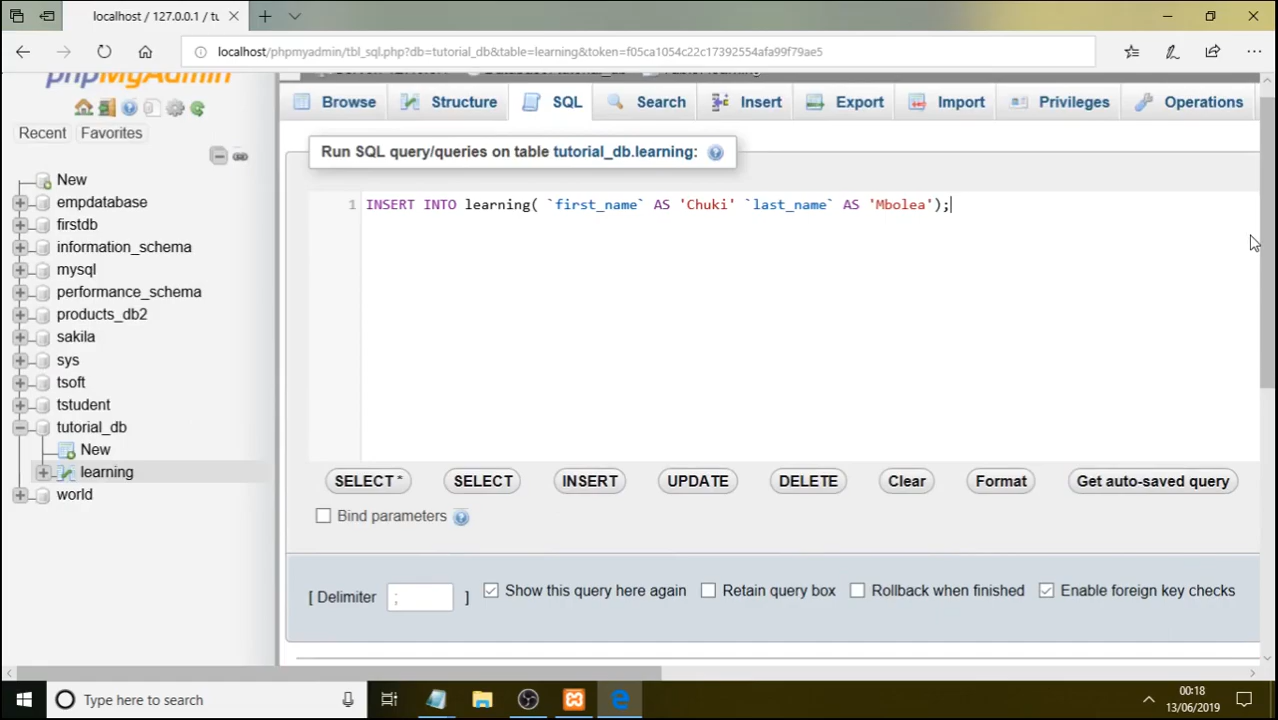 localhost / 127.0.0.1 / tu
localhost/phpmyadmin/tbl_sql.php?db=tutorial_db&table=learning&token=f05ca1054c22c17392554afa99f79ae5
phpMyAdmin
Recent Favorites
New
empdatabase
firstdb
information_schema
mysql
performance_schema
products_db2
sakila
sys
tsoft
tstudent
tutorial_db
New
learning
world
Browse Structure SQL Search Insert Export Import Privileges Operations
Run SQL query/queries on table tutorial_db.learning:
1 INSERT INTO learning( `first_name` AS 'Chuki' `last_name` AS 'Mbolea');
SELECT * SELECT INSERT UPDATE DELETE Clear Format Get auto-saved query
Bind parameters
[ Delimiter ; ] Show this query here again Retain query box Rollback when finished Enable foreign key checks
Type here to search
00:18
13/06/2019